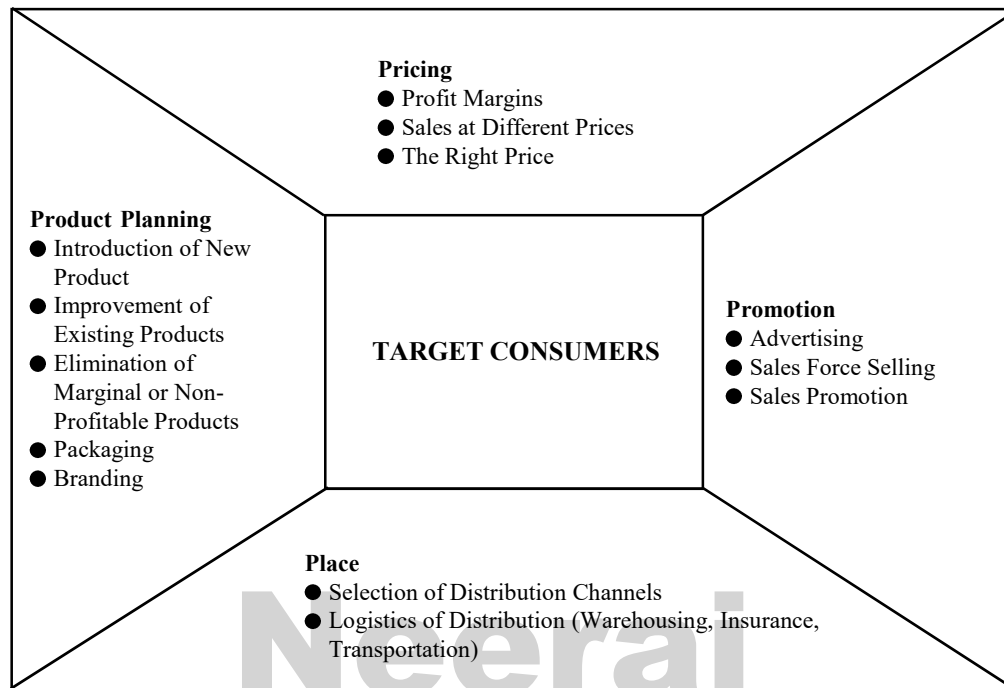 Pricing
● Profit Margins
● Sales at Different Prices
● The Right Price
Product Planning
● Introduction of New
Product
● Improvement of
Existing Products
● Elimination of
Marginal or Non-
Profitable Products
● Packaging
● Branding
TARGET CONSUMERS
Promotion
● Advertising
● Sales Force Selling
● Sales Promotion
Place
● Selection of Distribution Channels
● Logistics of Distribution (Warehousing, Insurance,
Transportation)
Neeraj